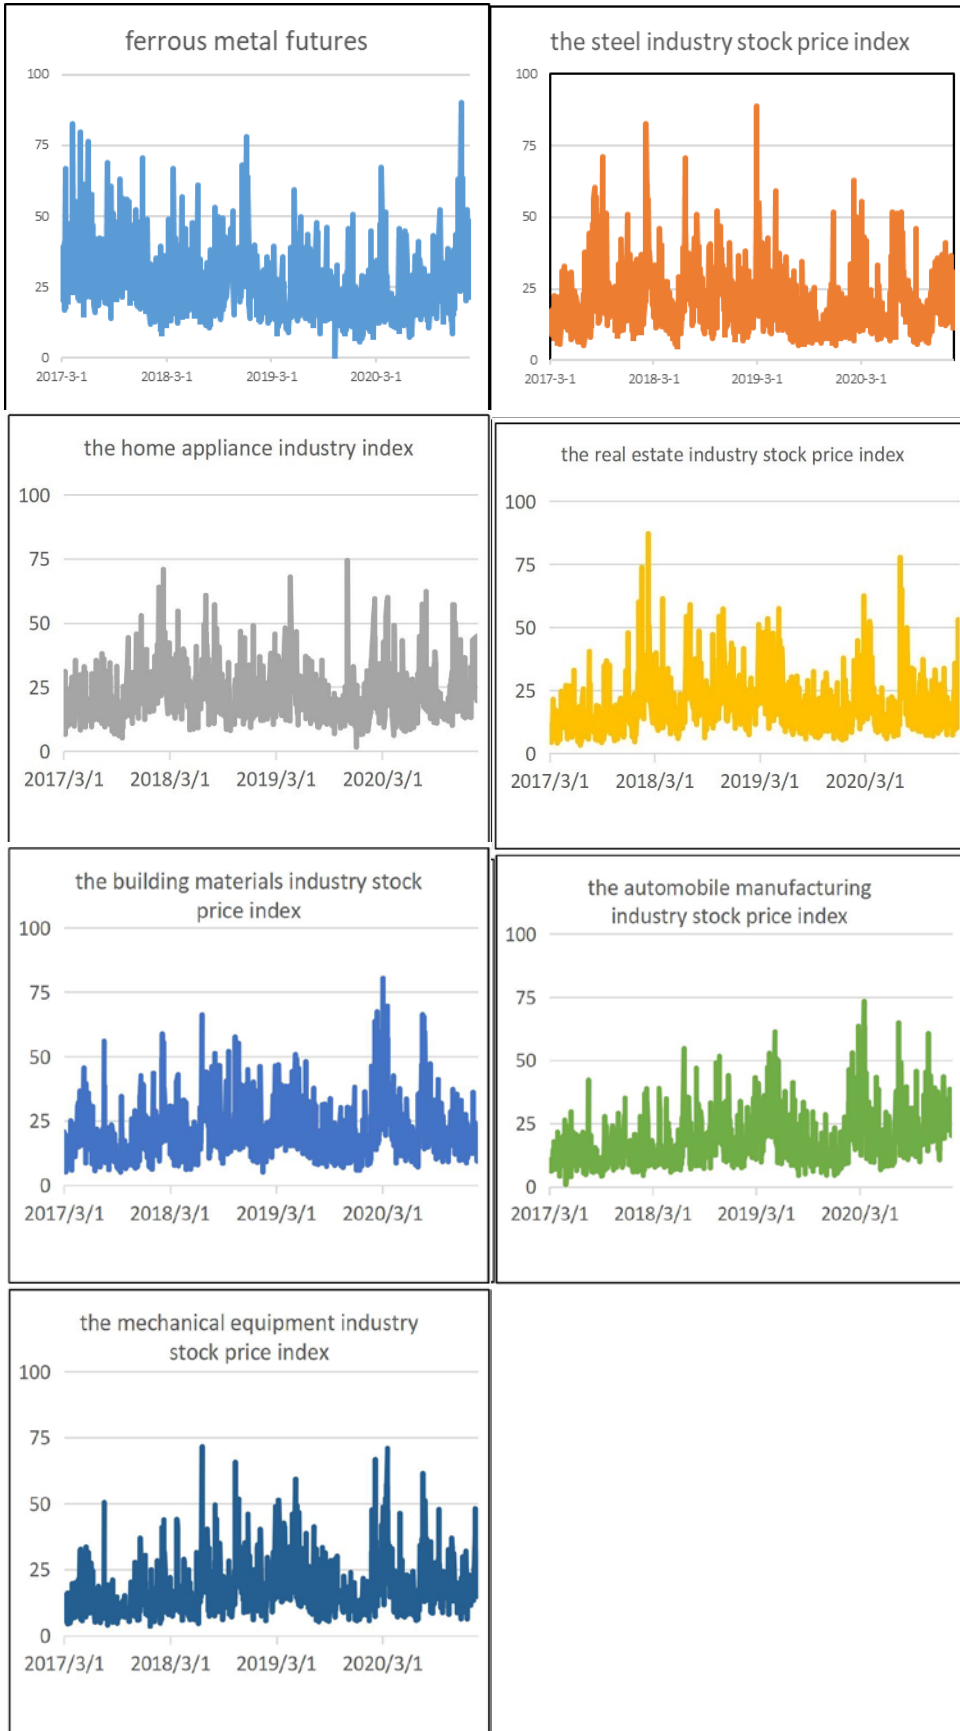 ferrous metal futures
100
75
50
25
0
2017-3-1 2018-3-1 2019-3-1 2020-3-1
the steel industry stock price index
100
75
50
25
0
2017-3-1 2018-3-1 2019-3-1 2020-3-1
the home appliance industry index
100
75
50
25
0
2017/3/1 2018/3/1 2019/3/1 2020/3/1
the real estate industry stock price index
100
75
50
25
0
2017/3/1 2018/3/1 2019/3/1 2020/3/1
the building materials industry stock
price index
100
75
50
25
0
2017/3/1 2018/3/1 2019/3/1 2020/3/1
the automobile manufacturing
industry stock price index
100
75
50
25
0
2017/3/1 2018/3/1 2019/3/1 2020/3/1
the mechanical equipment industry
stock price index
100
75
50
25
0
2017/3/1 2018/3/1 2019/3/1 2020/3/1